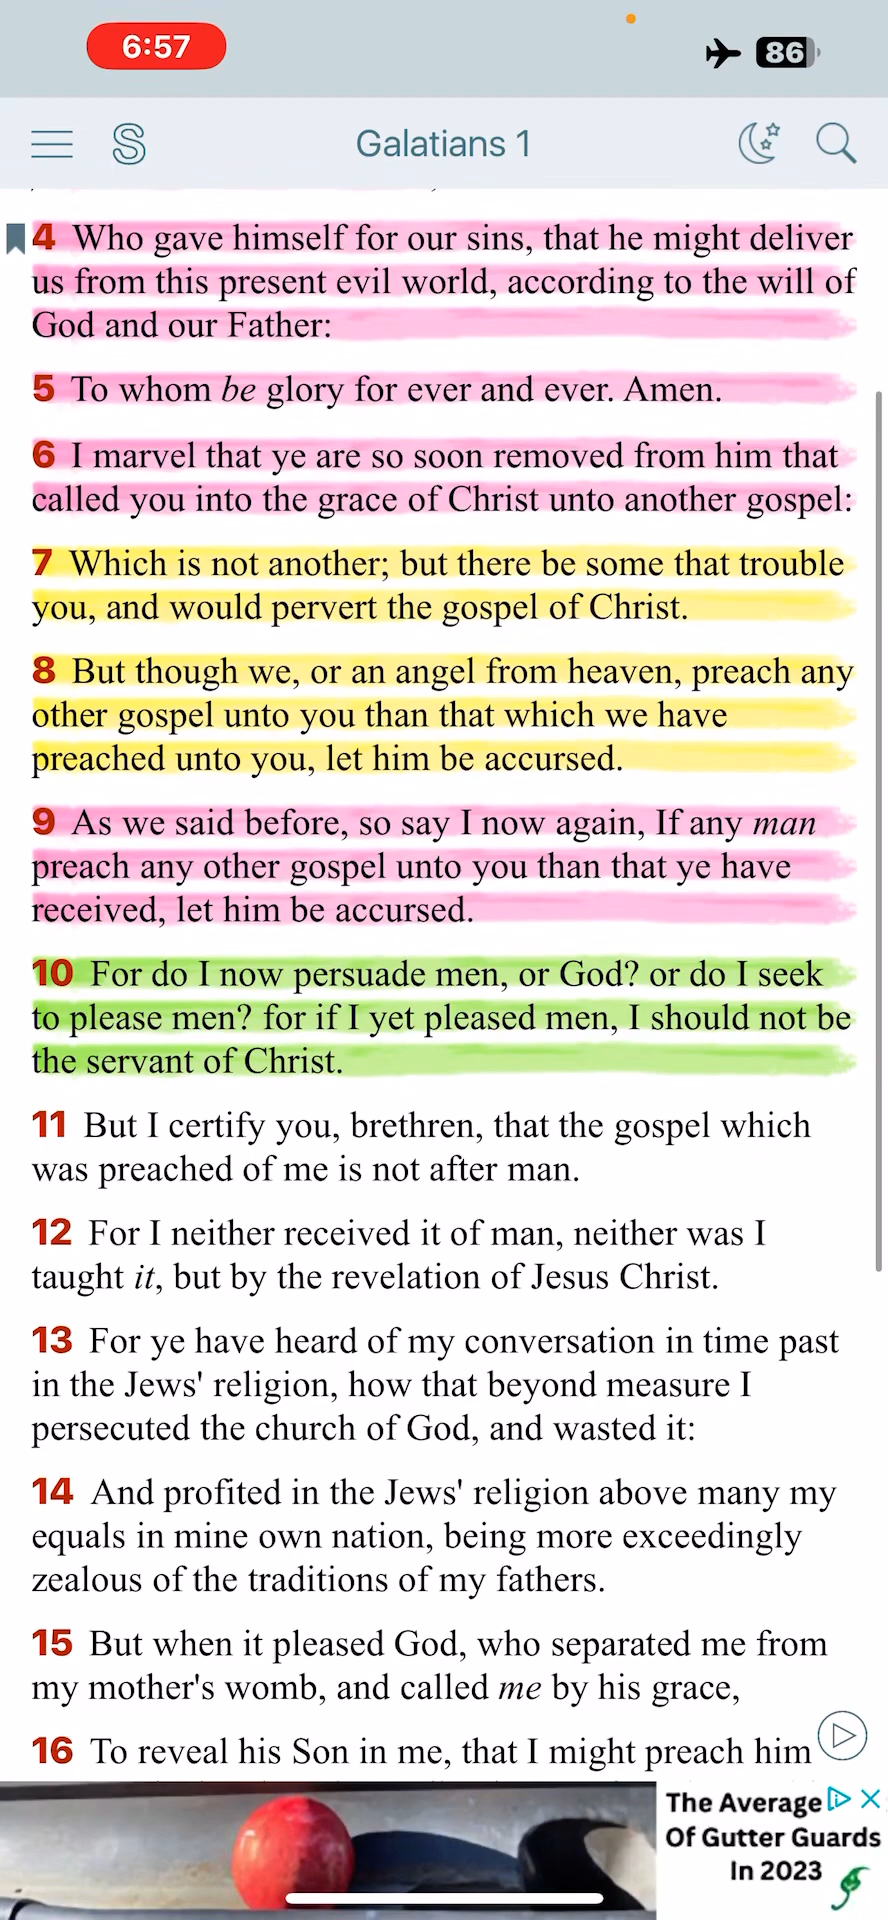 6:57
86
S
Galatians 1
4 Who gave himself for our sins, that he might deliver
us from this present evil world, according to the will of
God and our Father:
5 To whom be glory for ever and ever. Amen.
6 I marvel that ye are so soon removed from him that
called you into the grace of Christ unto another gospel:
7 Which is not another; but there be some that trouble
you, and would pervert the gospel of Christ.
8 But though we, or an angel from heaven, preach any
other gospel unto you than that which we have
preached unto you, let him be accursed.
9 As we said before, so say I now again, If any man
preach any other gospel unto you than that ye have
received, let him be accursed.
10 For do I now persuade men, or God? or do I seek
to please men? for if I yet pleased men, I should not be
the servant of Christ.
11 But I certify you, brethren, that the gospel which
was preached of me is not after man.
12 For I neither received it of man, neither was I
taught it, but by the revelation of Jesus Christ.
13 For ye have heard of my conversation in time past
in the Jews' religion, how that beyond measure I
persecuted the church of God, and wasted it:
14 And profited in the Jews' religion above many my
equals in mine own nation, being more exceedingly
zealous of the traditions of my fathers.
15 But when it pleased God, who separated me from
my mother's womb, and called me by his grace,
16 To reveal his Son in me, that I might preach him
The Average
Of Gutter Guards
In 2023